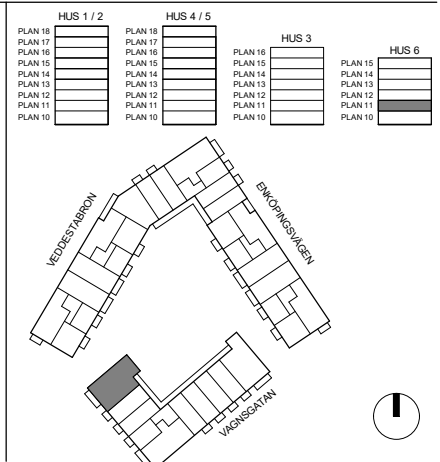 HUS 1 / 2
PLAN 18
PLAN 17
PLAN 16
PLAN 15
PLAN 14
PLAN 13
PLAN 12
PLAN 11
PLAN 10
HUS 4 / 5
PLAN 18
PLAN 17
PLAN 16
PLAN 15
PLAN 14
PLAN 13
PLAN 12
PLAN 11
PLAN 10
HUS 3
PLAN 16
PLAN 15
PLAN 14
PLAN 13
PLAN 12
PLAN 11
PLAN 10
HUS 6
PLAN 15
PLAN 14
PLAN 13
PLAN 12
PLAN 11
PLAN 10
VEDDESTABRON
ENKÖPINGSVÄGEN
VAGNSGATAN